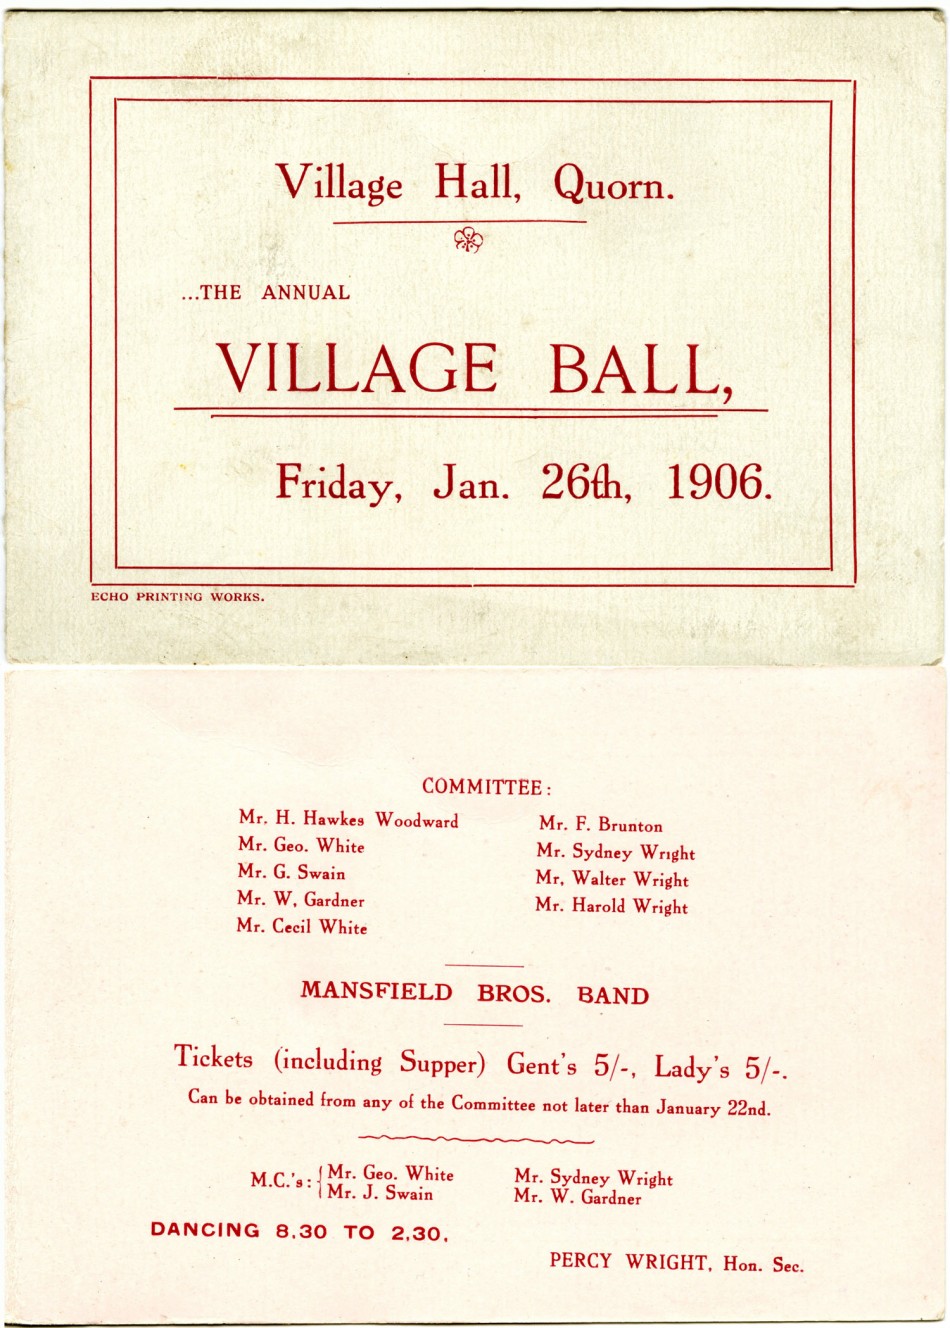 Village Hall, Quorn.
...THE ANNUAL
VILLAGE BALL,
Friday, Jan. 26th, 1906.
ECHO PRINTING WORKS.
COMMITTEE:
Mr. H. Hawkes Woodward
Mr. Geo. White
Mr. G. Swain
Mr. W, Gardner
Mr. Cecil White
Mr. F. Brunton
Mr. Sydney Wright
Mr, Walter Wright
Mr. Harold Wright
MANSFIELD BROS. BAND
Tickets (including Supper) Gent's 5/-, Lady's 5/-.
Can be obtained from any of the Committee not later than January 22nd.
M.C.'s: { Mr. Geo. White Mr. Sydney Wright
Mr. J. Swain Mr. W. Gardner
DANCING 8.30 TO 2.30.
PERCY WRIGHT, Hon. Sec.